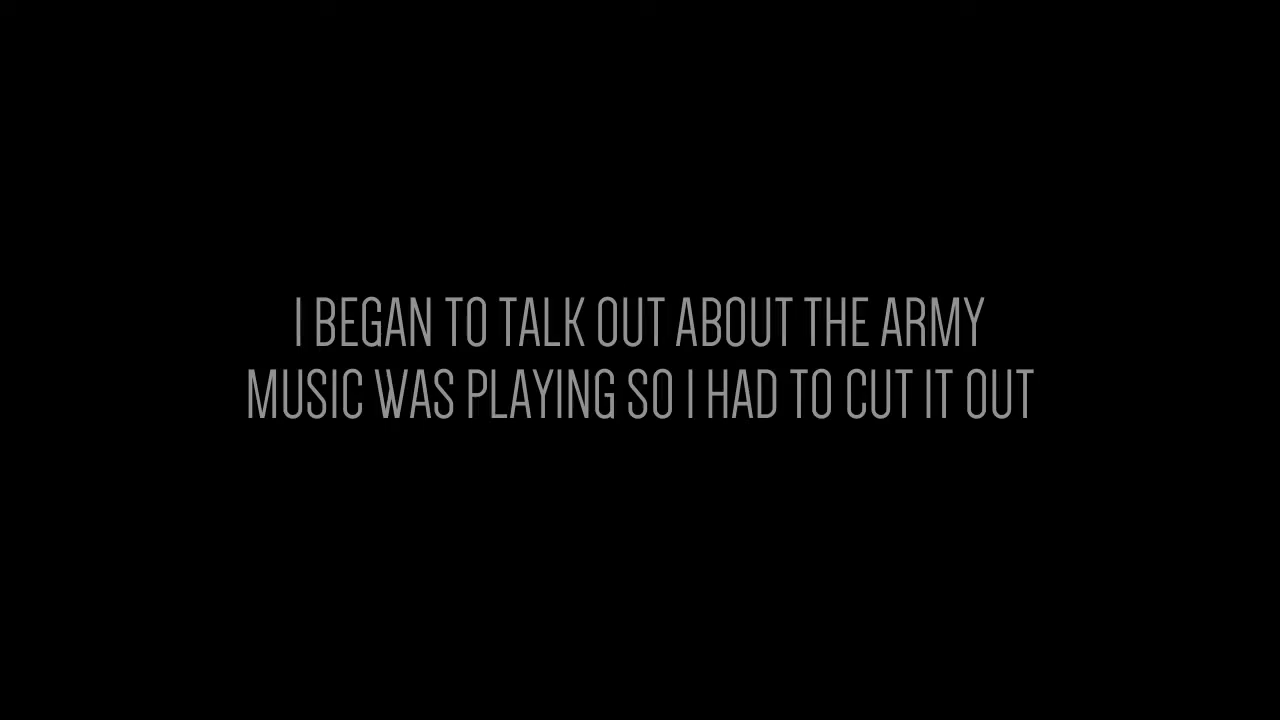 I BEGAN TO TALK OUT ABOUT THE ARMY
MUSIC WAS PLAYING SO I HAD TO CUT IT OUT